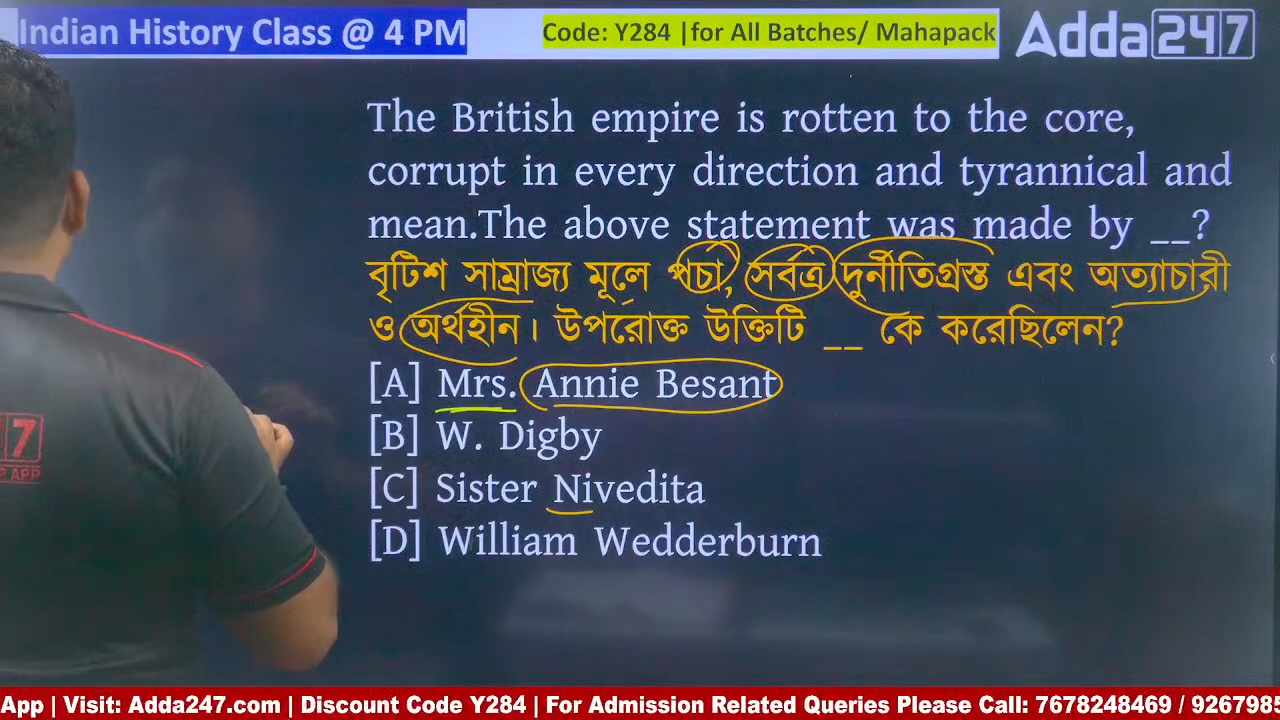 Indian History Class @ 4 PM
Code: Y284 |for All Batches/ Mahapack
Adda247
The British empire is rotten to the core,
corrupt in every direction and tyrannical and
mean.The above statement was made by __?
বৃটিশ সাম্রাজ্য মূলে পচা, সর্বত্র দুর্নীতিগ্রস্ত এবং অত্যাচারী
ও অর্থহীন। উপরোক্ত উক্তিটি __ কে করেছিলেন?
[A] Mrs. Annie Besant
[B] W. Digby
[C] Sister Nivedita
[D] William Wedderburn
7
APP
App | Visit: Adda247.com | Discount Code Y284 | For Admission Related Queries Please Call: 7678248469 / 9267985